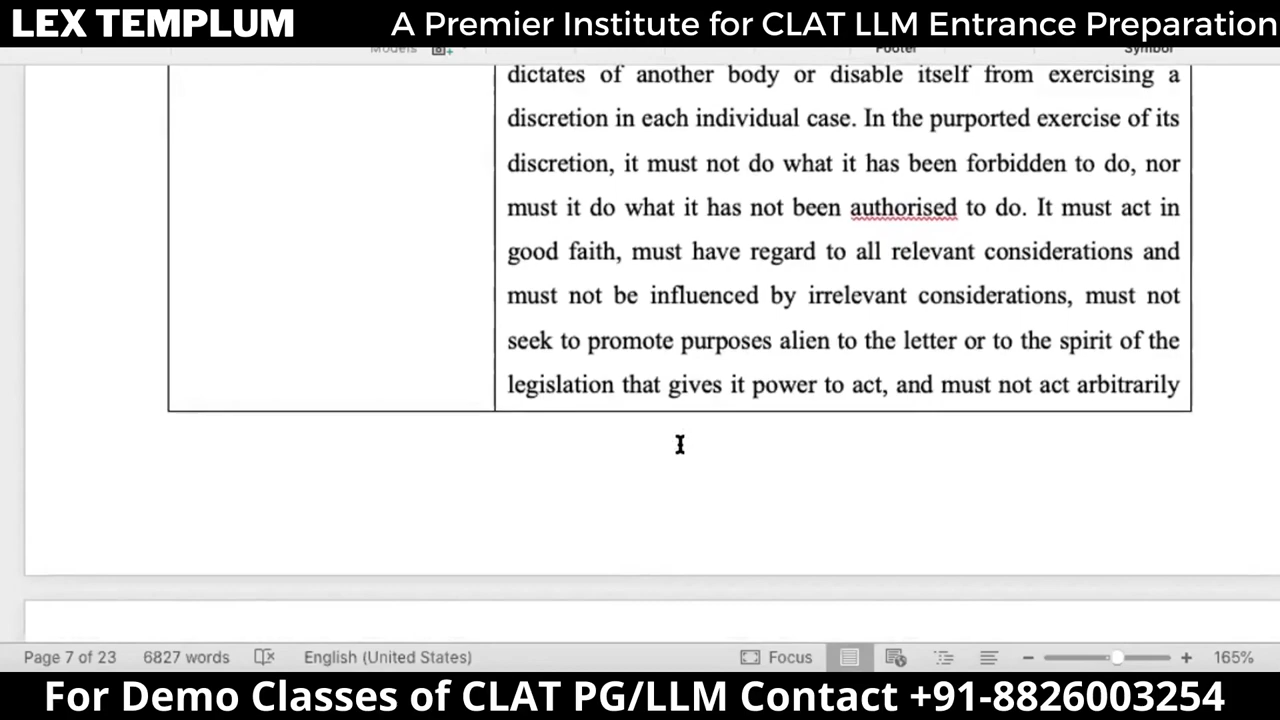 LEX TEMPLUM
A Premier Institute for CLAT LLM Entrance Preparation
Models
Footer
Symbol
dictates of another body or disable itself from exercising a
discretion in each individual case. In the purported exercise of its
discretion, it must not do what it has been forbidden to do, nor
must it do what it has not been authorised to do. It must act in
good faith, must have regard to all relevant considerations and
must not be influenced by irrelevant considerations, must not
seek to promote purposes alien to the letter or to the spirit of the
legislation that gives it power to act, and must not act arbitrarily
Page 7 of 23
6827 words
English (United States)
Focus
165%
For Demo Classes of CLAT PG/LLM Contact +91-8826003254